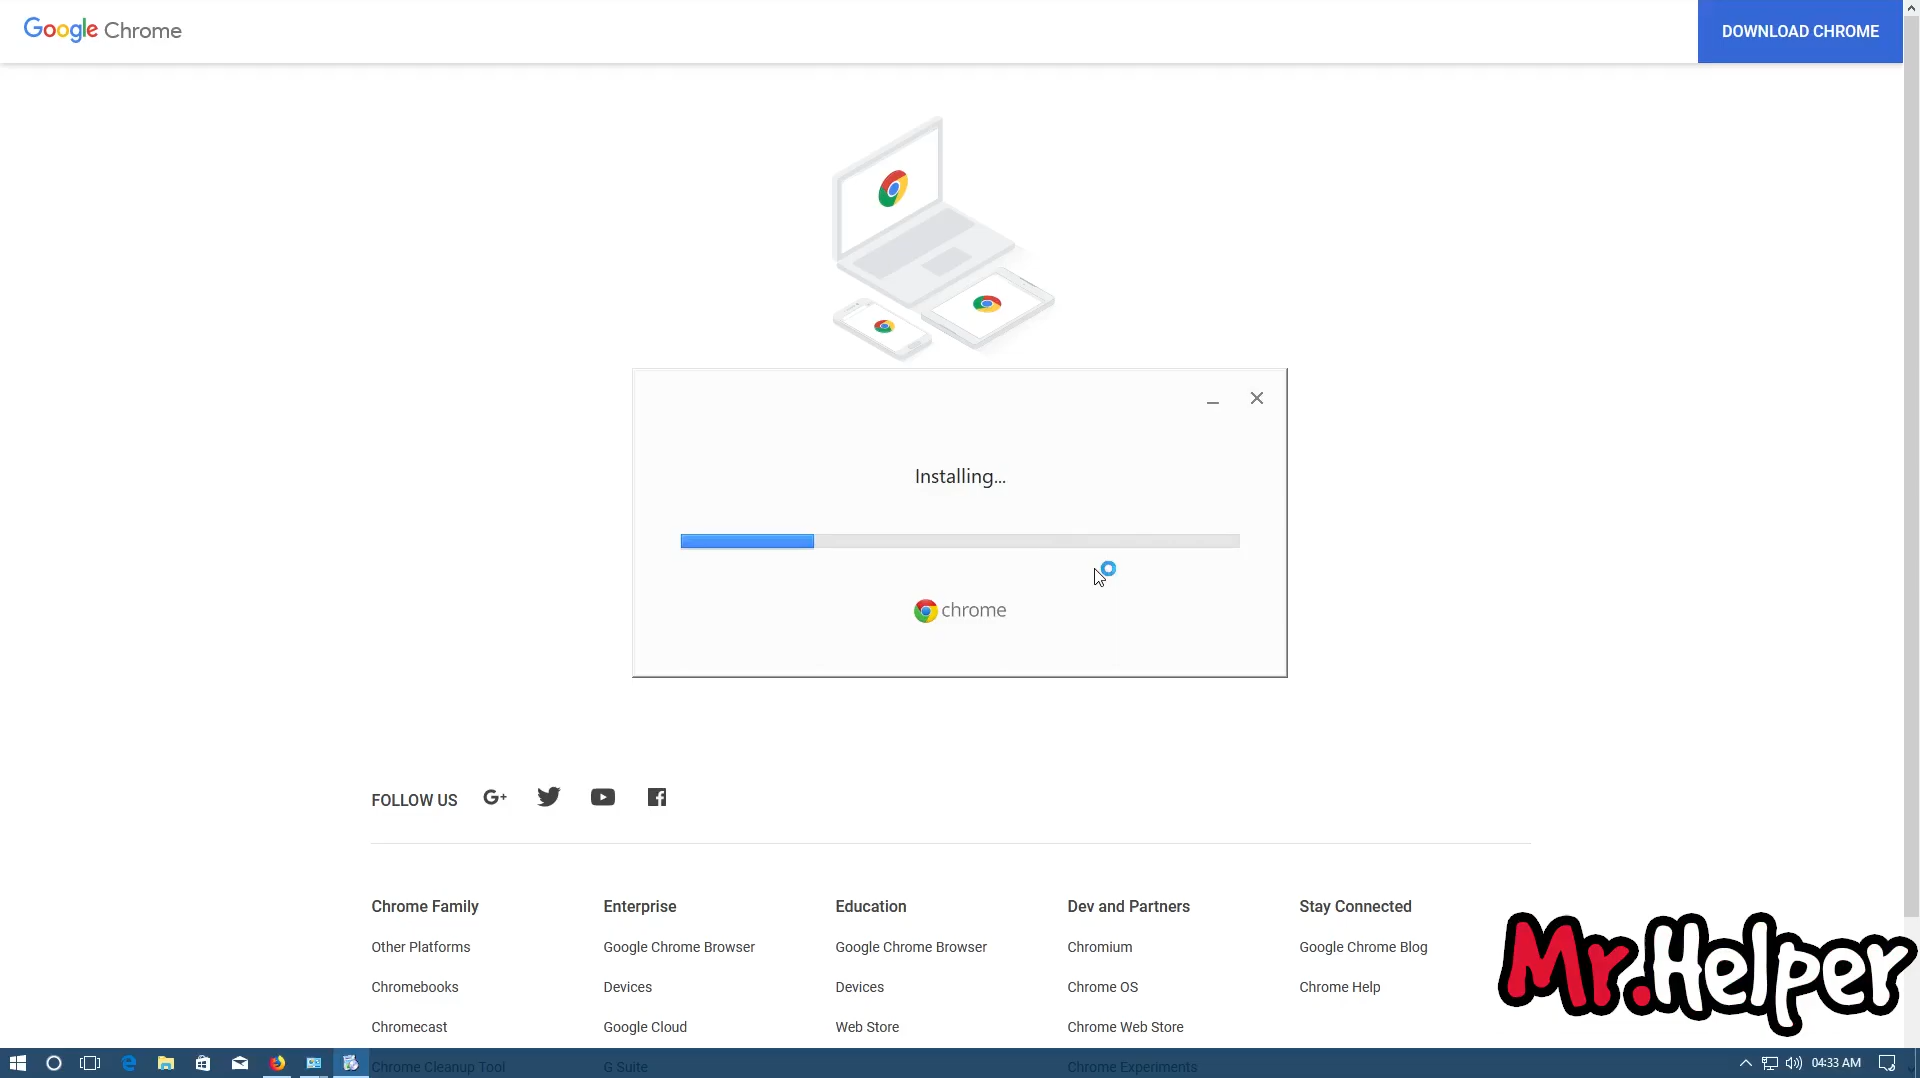 Google Chrome
DOWNLOAD CHROME
Installing...
chrome
FOLLOW US
G+
Chrome Family
Enterprise
Education
Dev and Partners
Stay Connected
Other Platforms
Google Chrome Browser
Google Chrome Browser
Chromium
Google Chrome Blog
Chromebooks
Devices
Devices
Chrome OS
Chrome Help
Chromecast
Google Cloud
Web Store
Chrome Web Store
Mr.Helper
Chrome Cleanup Tool
G Suite
Chrome Experiments
04:33 AM